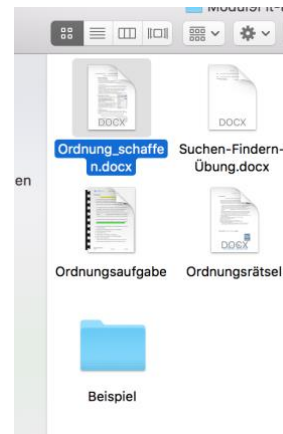 en
DOCX
DOCX
Ordnung_schaffe
n.docx
Suchen-Findern-
Übung.docx
DOCX
Ordnungsaufgabe
Ordnungsrätsel
Beispiel